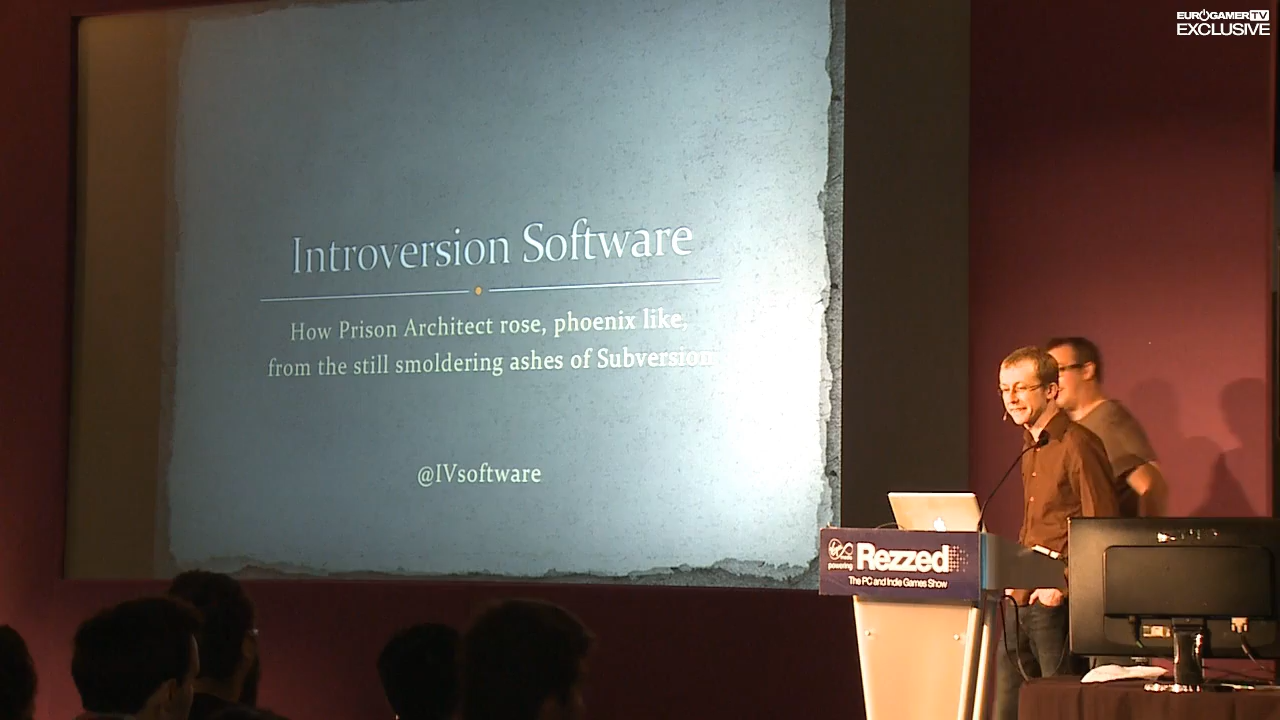 EUROGAMER TV
EXCLUSIVE
Introversion Software
How Prison Architect rose, phoenix like,
from the still smoldering ashes of Subversion
@IVsoftware
powering
Rezzed
The PC and Indie Games Show